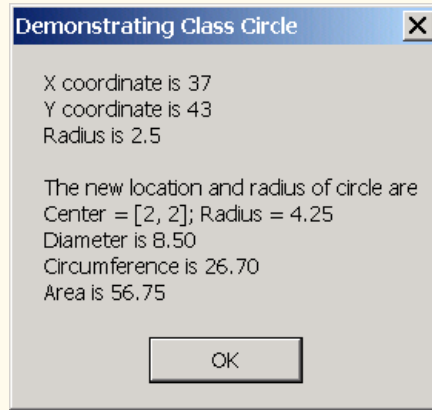 Demonstrating Class Circle
X coordinate is 37
Y coordinate is 43
Radius is 2.5
The new location and radius of circle are
Center = [2, 2]; Radius = 4.25
Diameter is 8.50
Circumference is 26.70
Area is 56.75
OK